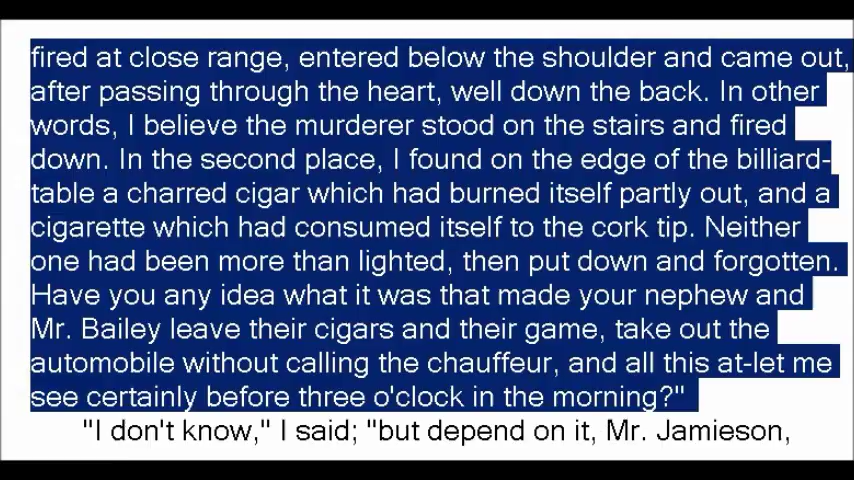 fired at close range, entered below the shoulder and came out,
after passing through the heart, well down the back. In other
words, I believe the murderer stood on the stairs and fired
down. In the second place, I found on the edge of the billiard-
table a charred cigar which had burned itself partly out, and a
cigarette which had consumed itself to the cork tip. Neither
one had been more than lighted, then put down and forgotten.
Have you any idea what it was that made your nephew and
Mr. Bailey leave their cigars and their game, take out the
automobile without calling the chauffeur, and all this at-let me
see certainly before three o'clock in the morning?"
"I don't know," I said; "but depend on it, Mr. Jamieson,